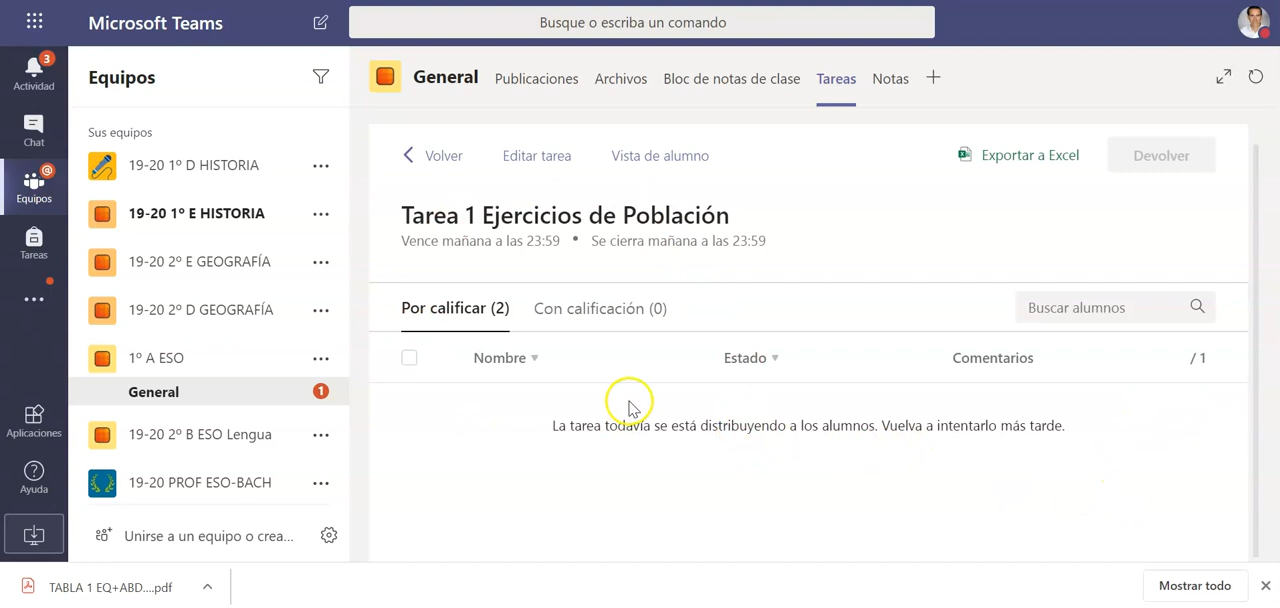 Microsoft Teams
Busque o escriba un comando
3
Actividad
Chat
@
Equipos
Tareas
Aplicaciones
Ayuda
Equipos
Sus equipos
19-20 1º D HISTORIA
19-20 1º E HISTORIA
19-20 2º E GEOGRAFÍA
19-20 2º D GEOGRAFÍA
1º A ESO
General 1
19-20 2º B ESO Lengua
19-20 PROF ESO-BACH
Unirse a un equipo o crea...
General Publicaciones Archivos Bloc de notas de clase Tareas Notas
Volver Editar tarea Vista de alumno Exportar a Excel Devolver
Tarea 1 Ejercicios de Población
Vence mañana a las 23:59 • Se cierra mañana a las 23:59
Por calificar (2) Con calificación (0) Buscar alumnos
Nombre Estado Comentarios / 1
La tarea todavía se está distribuyendo a los alumnos. Vuelva a intentarlo más tarde.
TABLA 1 EQ+ABD....pdf Mostrar todo